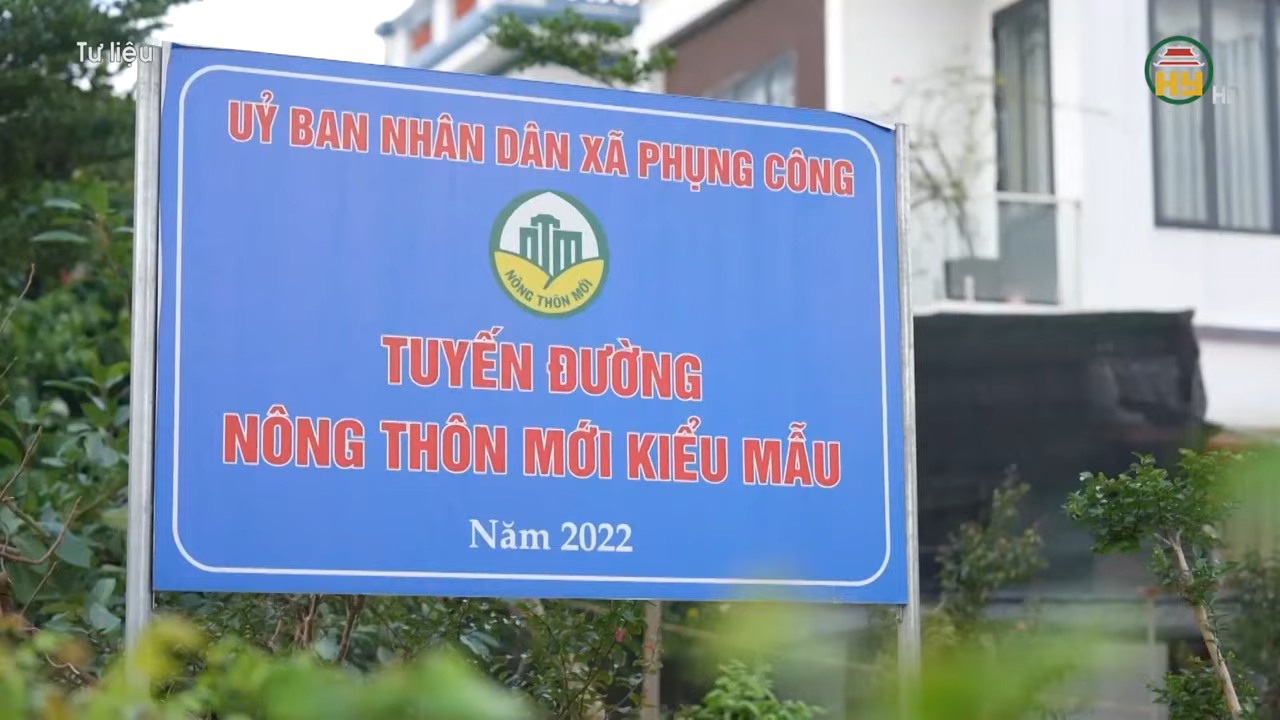 Tư liệu
HY
UỶ BAN NHÂN DÂN XÃ PHỤNG CÔNG
NTM
NÔNG THÔN MỚI
TUYẾN ĐƯỜNG
NÔNG THÔN MỚI KIỂU MẪU
Năm 2022